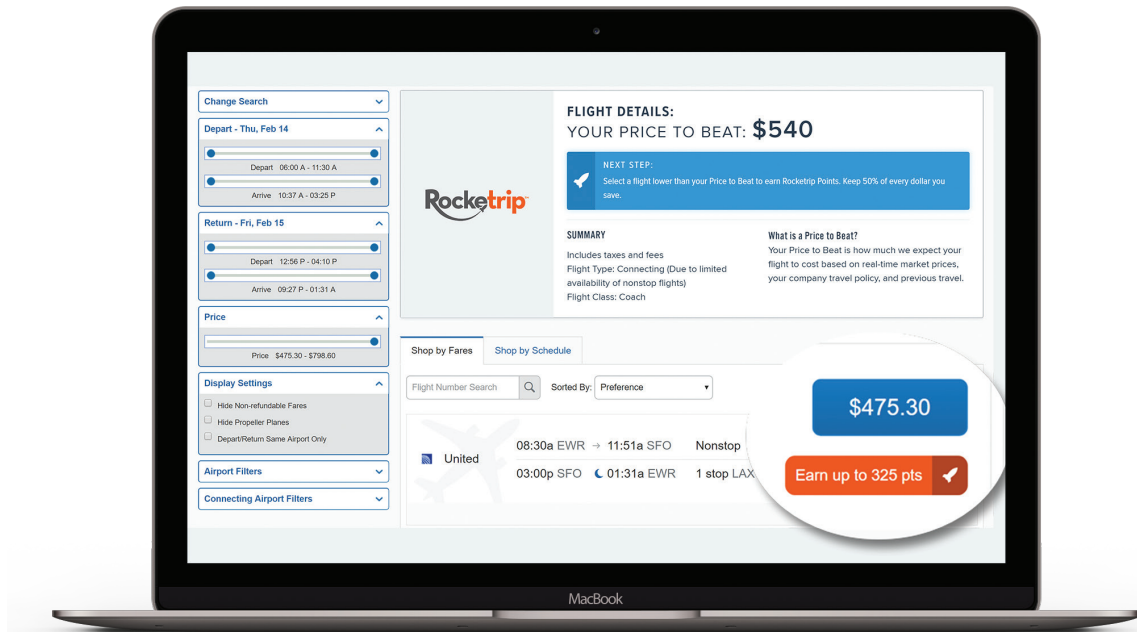 Change Search
Depart - Thu, Feb 14
Depart 06:00 A - 11:30 A
Arrive 10:37 A - 03:25 P
Return - Fri, Feb 15
Depart 12:56 P - 04:10 P
Arrive 09:27 P - 01:31 A
Price
Price $475.30 - $798.60
Display Settings
Hide Non-refundable Fares
Hide Propeller Planes
Depart/Return Same Airport Only
Airport Filters
Connecting Airport Filters
Rocketrip
FLIGHT DETAILS:
YOUR PRICE TO BEAT: $540
NEXT STEP:
Select a flight lower than your Price to Beat to earn Rocketrip Points. Keep 50% of every dollar you
save.
SUMMARY
Includes taxes and fees
Flight Type: Connecting (Due to limited
availability of nonstop flights)
Flight Class: Coach
What is a Price to Beat?
Your Price to Beat is how much we expect your
flight to cost based on real-time market prices,
your company travel policy, and previous travel.
Shop by Fares Shop by Schedule
Flight Number Search Sorted By: Preference
United
08:30a EWR → 11:51a SFO Nonstop
03:00p SFO 01:31a EWR 1 stop LAX
$475.30
Earn up to 325 pts
MacBook